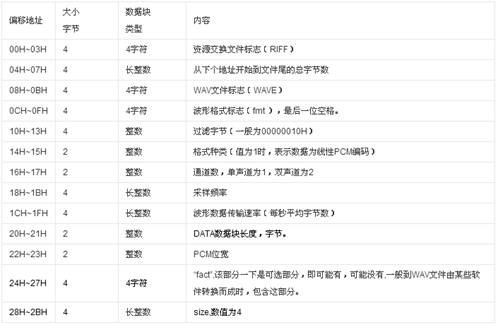 偏移地址 大小 字节 数据块 类型 内容
00H~03H 4 4字符 资源交换文件标志（RIFF）
04H~07H 4 长整数 从下个地址开始到文件尾的总字节数
08H~0BH 4 4字符 WAV文件标志（WAVE）
0CH~0FH 4 4字符 波形格式标志（fmt ），最后一位空格。
10H~13H 4 整数 过滤字节（一般为00000010H）
14H~15H 2 整数 格式种类（值为1时，表示数据为线性PCM编码）
16H~17H 2 整数 通道数，单声道为1，双声道为2
18H~1BH 4 长整数 采样频率
1CH~1FH 4 长整数 波形数据传输速率（每秒平均字节数）
20H~21H 2 整数 DATA数据块长度，字节。
22H~23H 2 整数 PCM位宽
24H~27H 4 4字符 “fact”,该部分一下是可选部分，即可能有，可能没有,一般到WAV文件由某些软
件转换而成时，包含这部分。
28H~2BH 4 长整数 size,数值为4